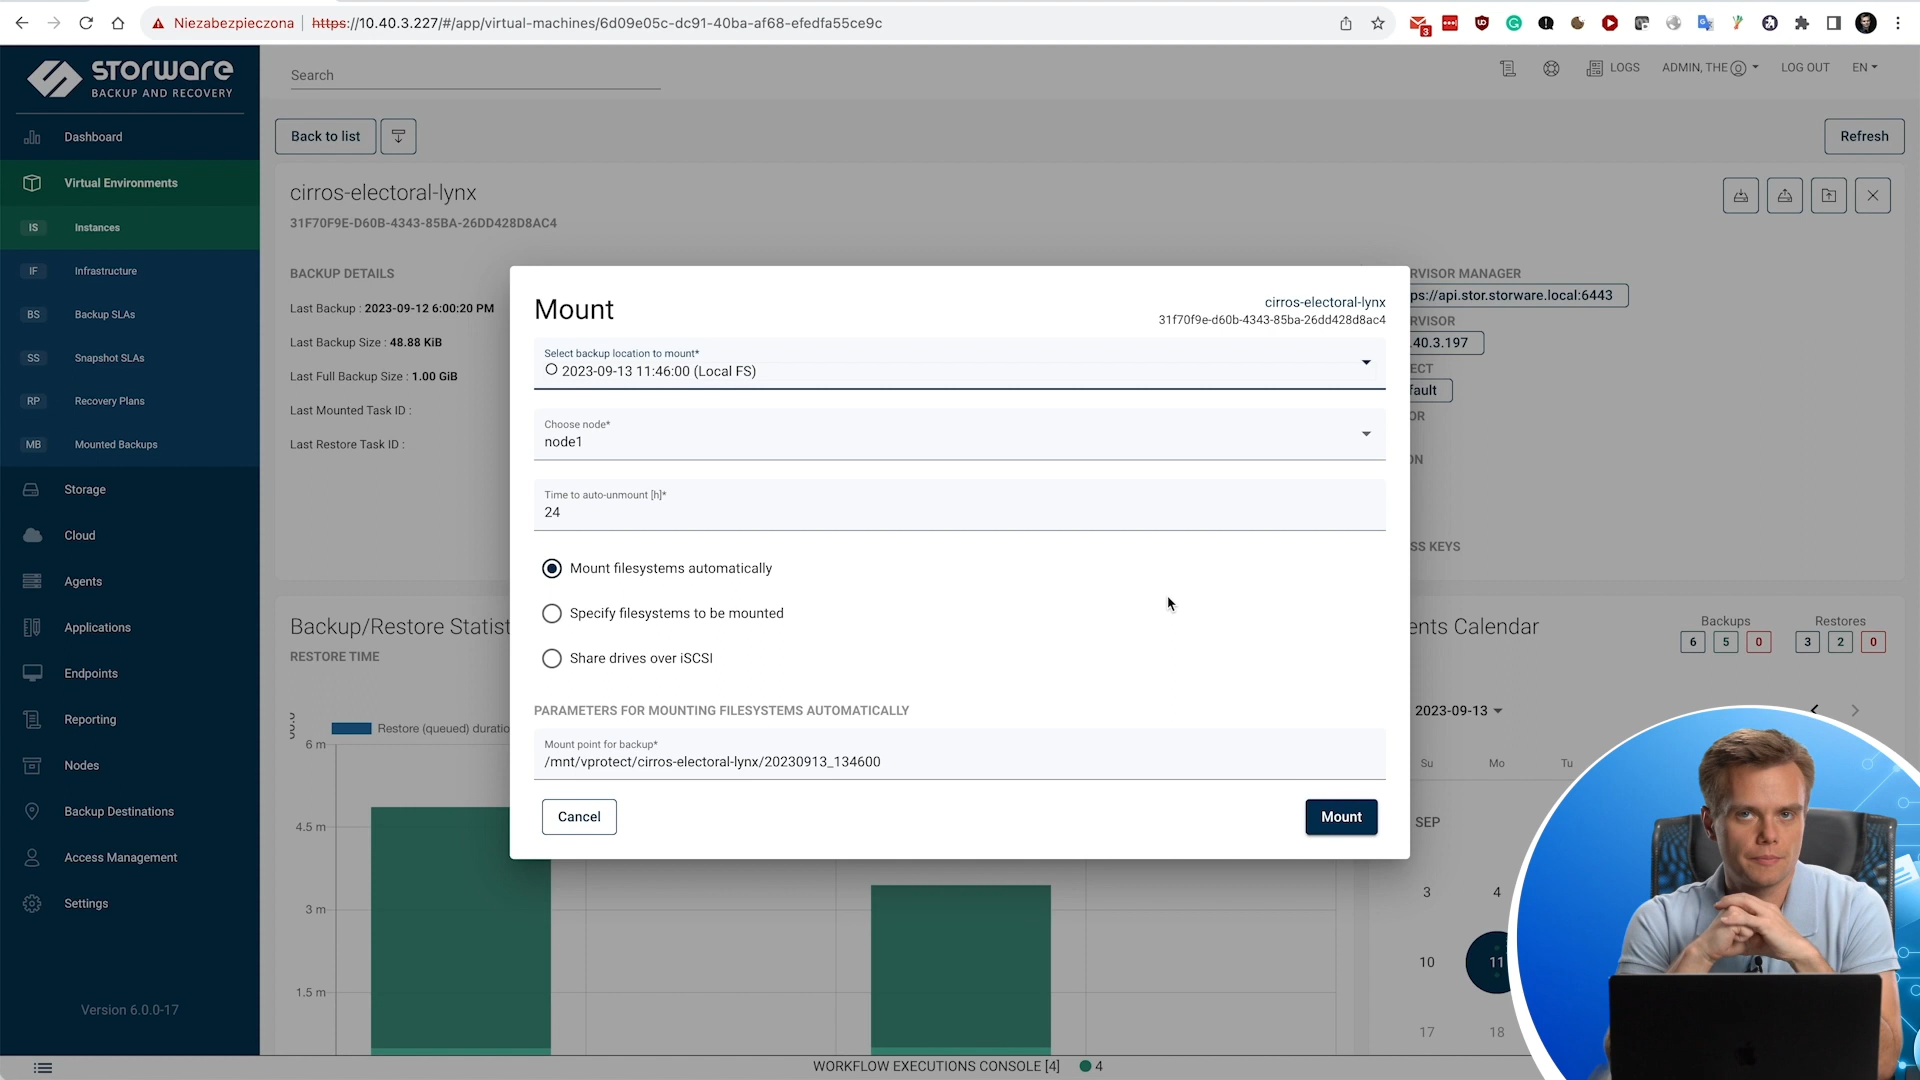 Niezabezpieczona
https://10.40.3.227/#/app/virtual-machines/6d09e05c-dc91-40ba-af68-efedfa55ce9c
3
STORWARE
BACKUP AND RECOVERY
Search
LOGS
ADMIN, THE
LOG OUT
EN
Dashboard
Virtual Environments
IS Instances
IF Infrastructure
BS Backup SLAs
SS Snapshot SLAs
RP Recovery Plans
MB Mounted Backups
Storage
Cloud
Agents
Applications
Endpoints
Reporting
Nodes
Backup Destinations
Access Management
Settings
Version 6.0.0-17
Back to list
Refresh
cirros-electoral-lynx
31F70F9E-D60B-4343-85BA-26DD428D8AC4
BACKUP DETAILS
Last Backup : 2023-09-12 6:00:20 PM
Last Backup Size : 48.88 KiB
Last Full Backup Size : 1.00 GiB
Last Mounted Task ID :
Last Restore Task ID :
RVISOR MANAGER
ps://api.stor.storware.local:6443
RVISOR
.40.3.197
ECT
fault
OR
ON
SS KEYS
Mount
cirros-electoral-lynx
31f70f9e-d60b-4343-85ba-26dd428d8ac4
Select backup location to mount*
2023-09-13 11:46:00 (Local FS)
Choose node*
node1
Time to auto-unmount [h]*
24
Mount filesystems automatically
Specify filesystems to be mounted
Share drives over iSCSI
PARAMETERS FOR MOUNTING FILESYSTEMS AUTOMATICALLY
Mount point for backup*
/mnt/vprotect/cirros-electoral-lynx/20230913_134600
Cancel
Mount
Backup/Restore Statist
RESTORE TIME
Restore (queued) duratio
6 m
4.5 m
3 m
1.5 m
ents Calendar
Backups
6 5 0
Restores
3 2 0
2023-09-13
Su Mo Tu
SEP
3 4
10 11
17 18
WORKFLOW EXECUTIONS CONSOLE [4]
4